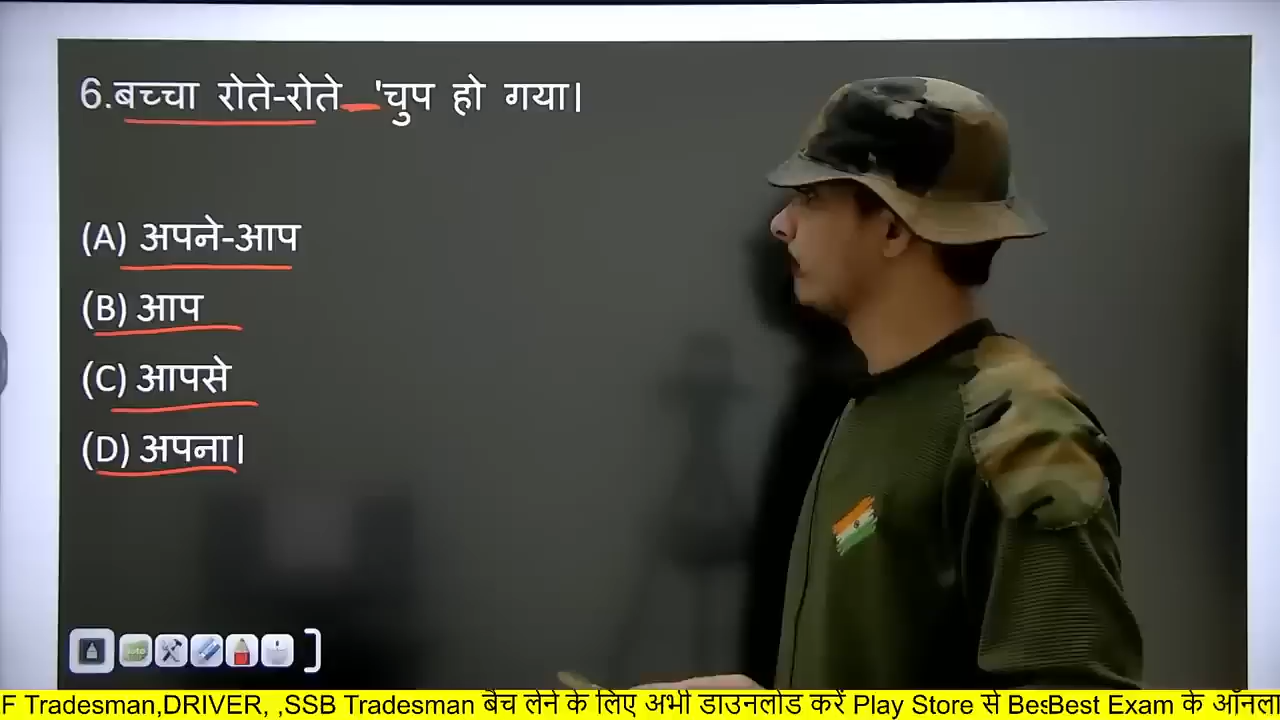 6.बच्चा रोते-रोते 'चुप हो गया।
(A) अपने-आप
(B) आप
(C) आपसे
(D) अपना।
F Tradesman,DRIVER, ,SSB Tradesman बैच लेने के लिए अभी डाउनलोड करें Play Store से BesBest Exam के ऑनला